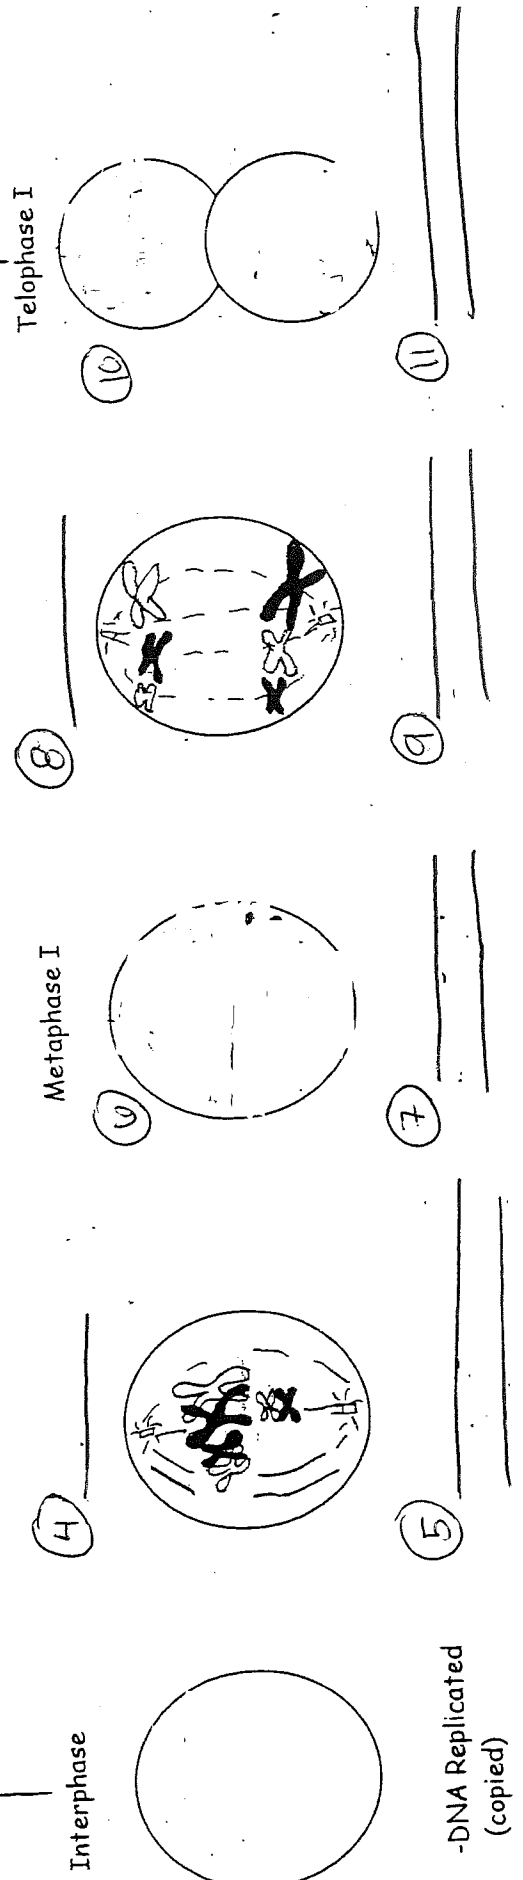 Interphase
4
Metaphase I
6
8
Telophase I
10
-DNA Replicated
(copied)
5
7
9
11